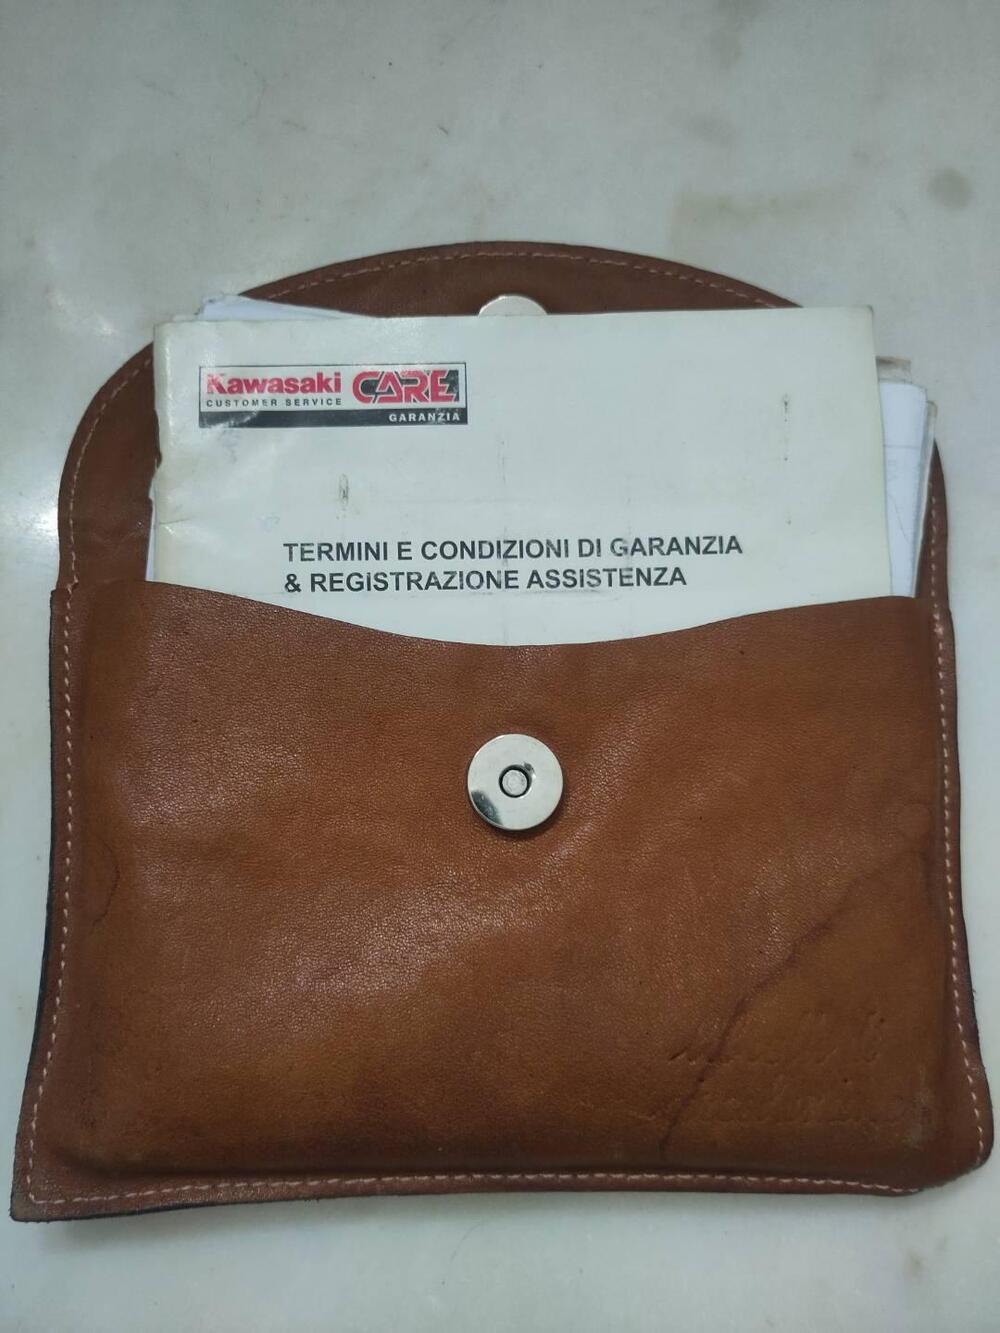 Kawasaki CARE
CUSTOMER SERVICE
GARANZIA
TERMINI E CONDIZIONI DI GARANZIA
& REGISTRAZIONE ASSISTENZA